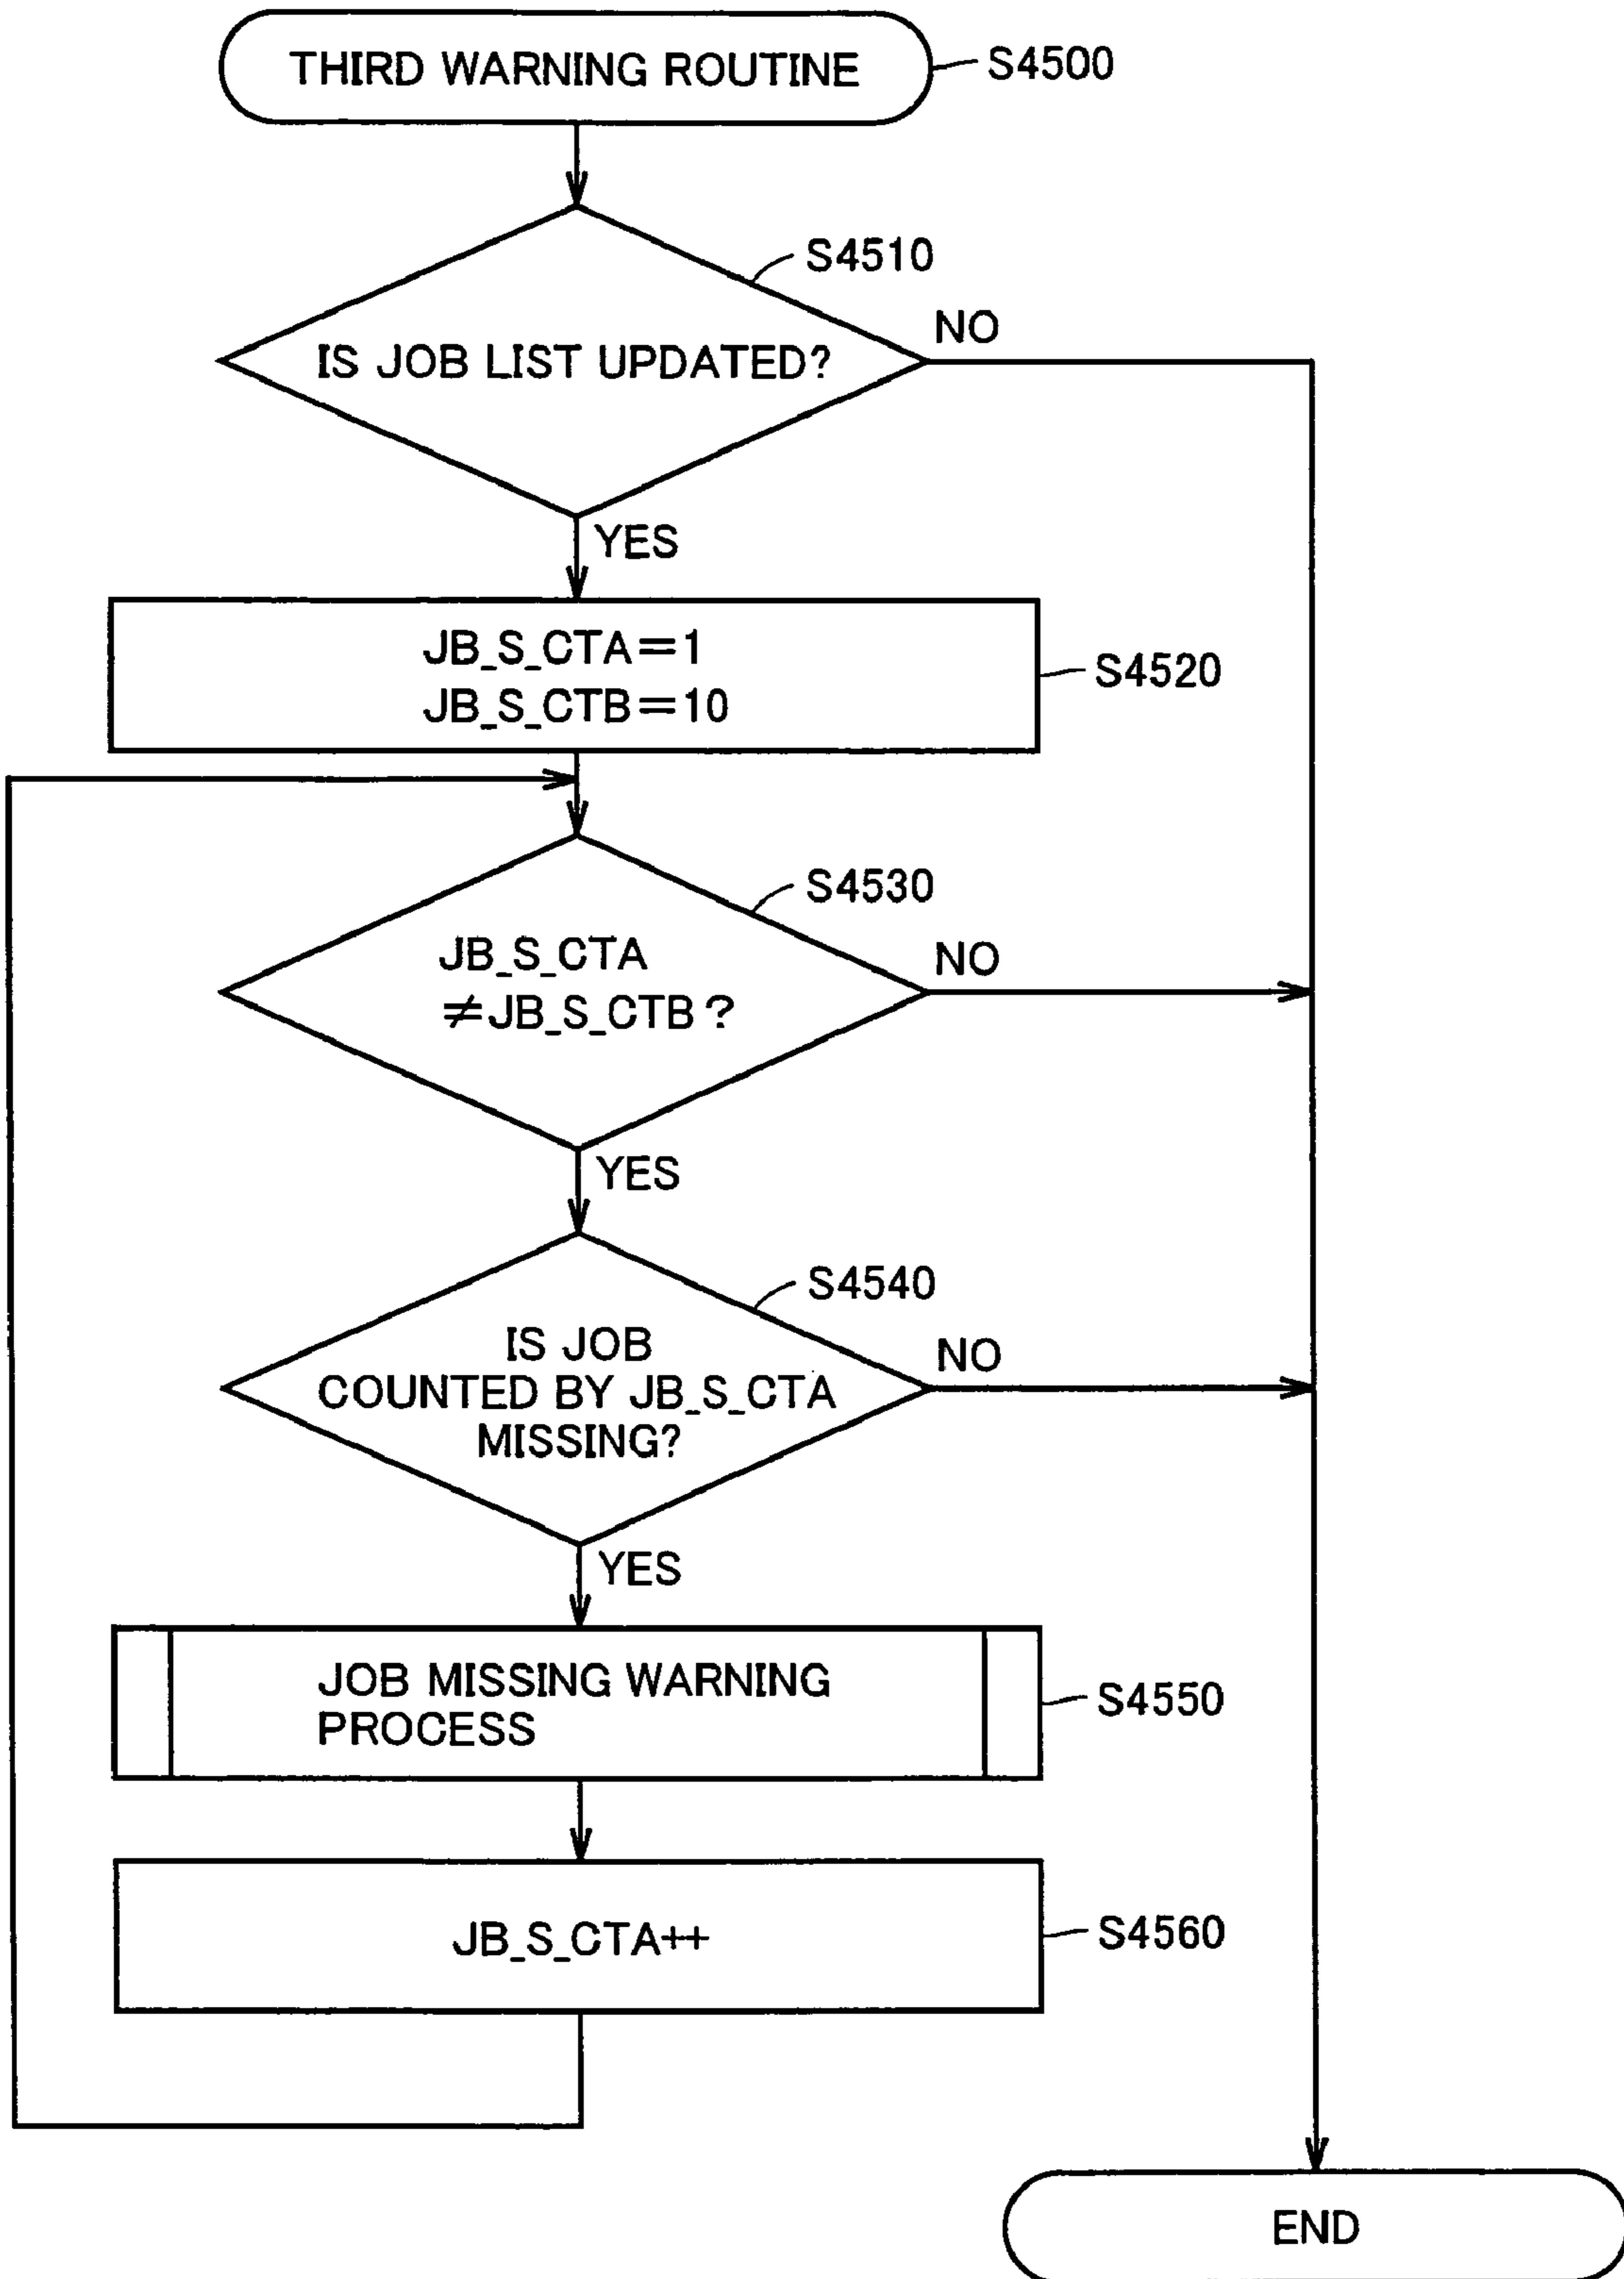 THIRD WARNING ROUTINE
S4500
S4510
NO
IS JOB LIST UPDATED?
YES
JB_S_CTA=1
JB_S_CTB=10
S4520
S4530
JB_S_CTA
≠JB_S_CTB?
NO
YES
S4540
IS JOB
COUNTED BY JB_S_CTA
MISSING?
NO
YES
JOB MISSING WARNING
PROCESS
S4550
JB_S_CTA++
S4560
END